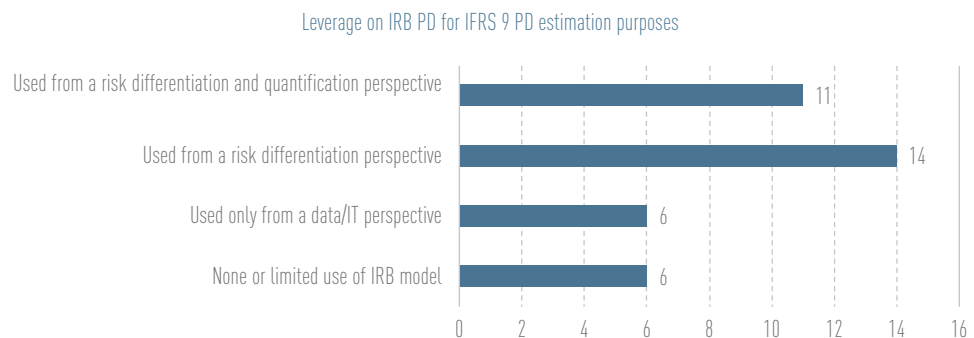 Leverage on IRB PD for IFRS 9 PD estimation purposes
Used from a risk differentiation and quantification perspective
11
Used from a risk differentiation perspective
14
Used only from a data/IT perspective
6
None or limited use of IRB model
6
0 2 4 6 8 10 12 14 16